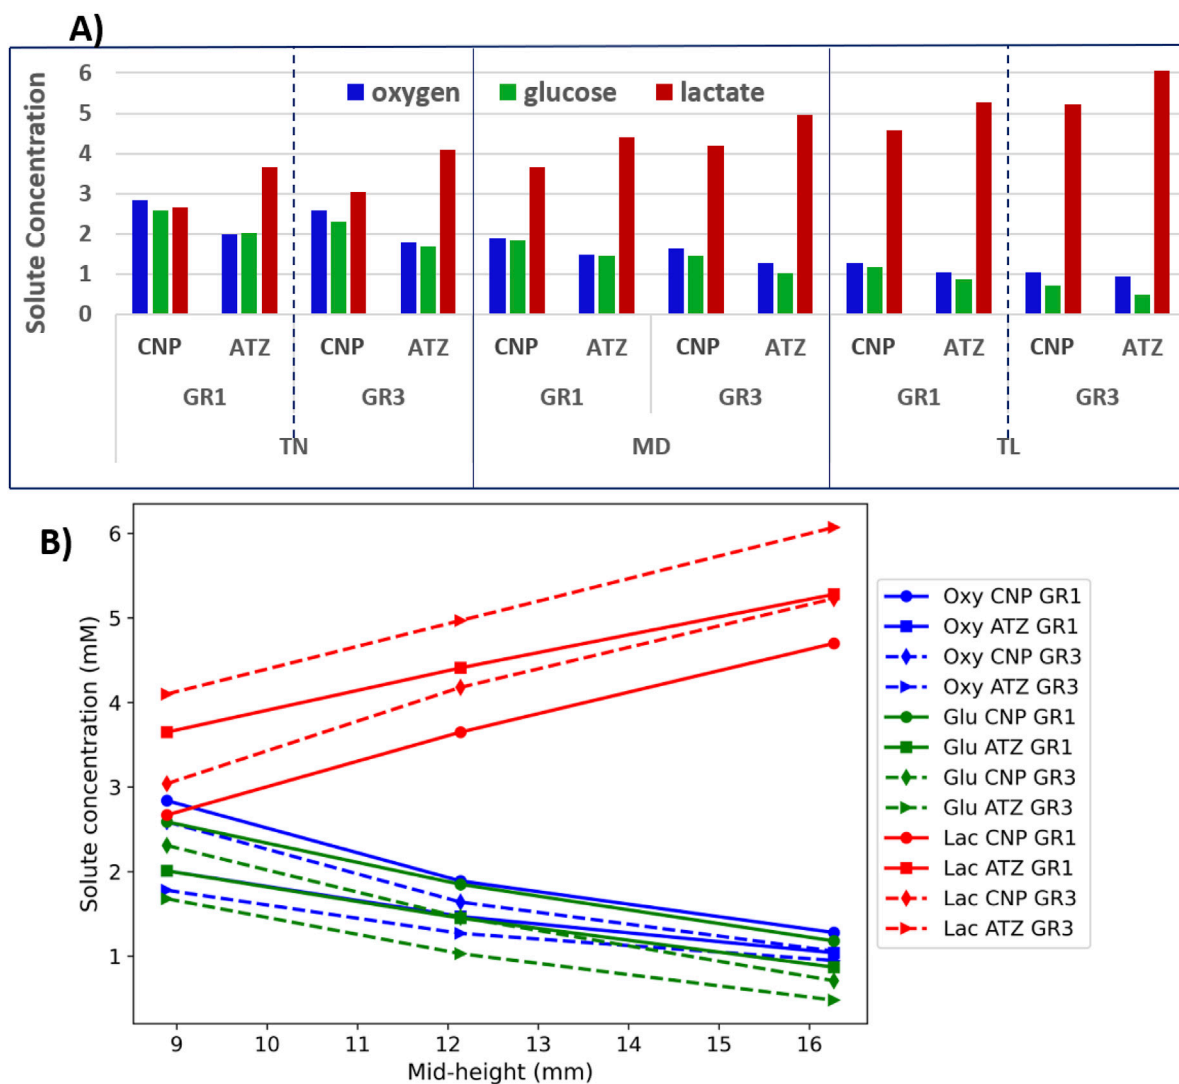 A)
Solute Concentration
6
5
4
3
2
1
0
oxygen glucose lactate
CNP ATZ CNP ATZ CNP ATZ CNP ATZ CNP ATZ CNP ATZ
GR1 GR3 GR1 GR3 GR1 GR3
TN MD TL
B)
Solute concentration (mM)
6
5
4
3
2
1
9 10 11 12 13 14 15 16
Mid-height (mm)
Oxy CNP GR1
Oxy ATZ GR1
Oxy CNP GR3
Oxy ATZ GR3
Glu CNP GR1
Glu ATZ GR1
Glu CNP GR3
Glu ATZ GR3
Lac CNP GR1
Lac ATZ GR1
Lac CNP GR3
Lac ATZ GR3